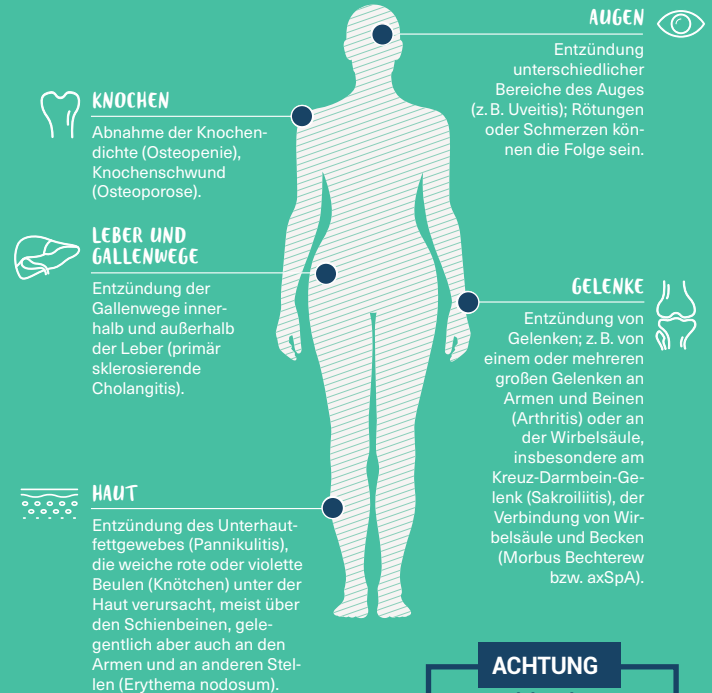 AUGEN
Entzündung
unterschiedlicher
Bereiche des Auges
(z. B. Uveitis); Rötungen
oder Schmerzen kön-
nen die Folge sein.
KNOCHEN
Abnahme der Knochen-
dichte (Osteopenie),
Knochenschwund
(Osteoporose).
LEBER UND
GALLENWEGE
Entzündung der
Gallenwege inner-
halb und außerhalb
der Leber (primär
sklerosierende
Cholangitis).
GELENKE
Entzündung von
Gelenken; z. B. von
einem oder mehreren
großen Gelenken an
Armen und Beinen
(Arthritis) oder an
der Wirbelsäule,
insbesondere am
Kreuz-Darmbein-Ge-
lenk (Sakroiliitis), der
Verbindung von Wir-
belsäule und Becken
(Morbus Bechterew
bzw. axSpA).
HAUT
Entzündung des Unterhaut-
fettgewebes (Pannikulitis),
die weiche rote oder violette
Beulen (Knötchen) unter der
Haut verursacht, meist über
den Schienbeinen, gele-
gentlich aber auch an den
Armen und an anderen Stel-
len (Erythema nodosum).
ACHTUNG